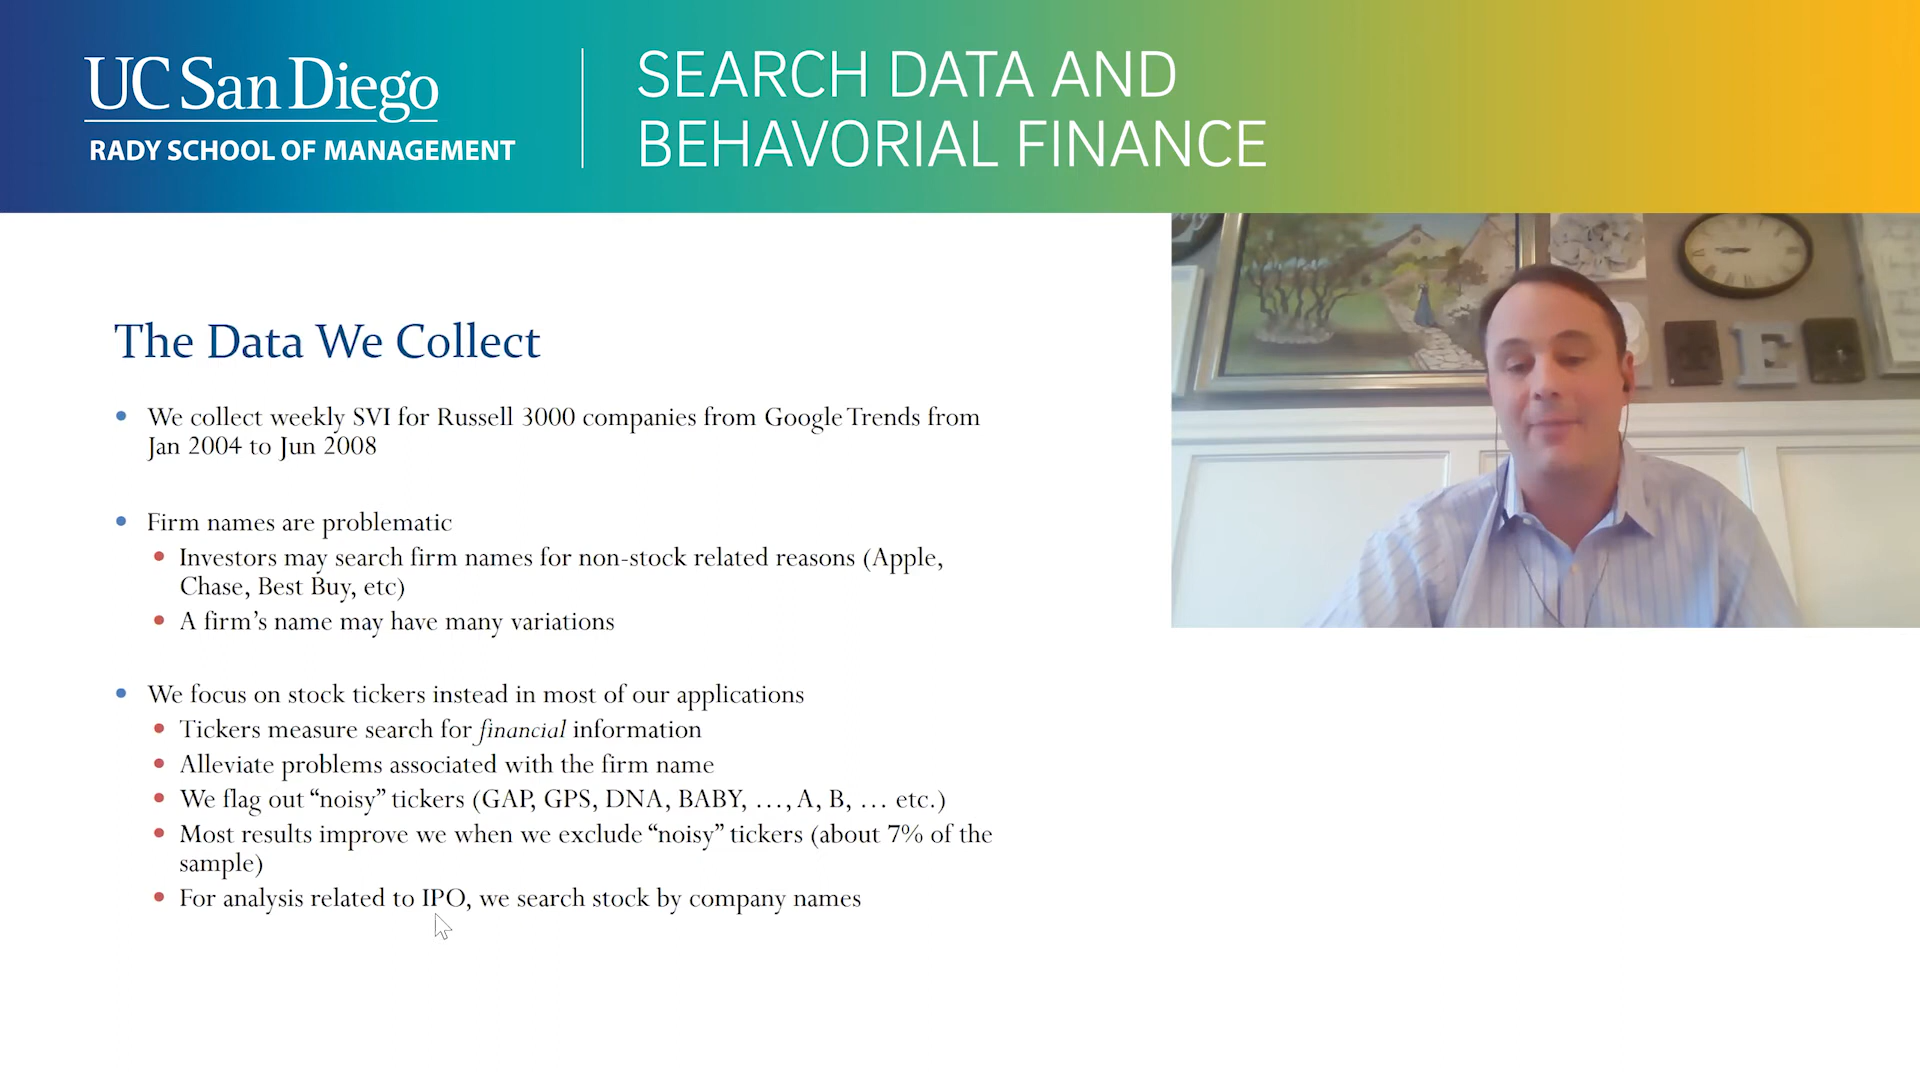 UC San Diego
RADY SCHOOL OF MANAGEMENT
SEARCH DATA AND
BEHAVORIAL FINANCE
The Data We Collect
We collect weekly SVI for Russell 3000 companies from Google Trends from
Jan 2004 to Jun 2008
Firm names are problematic
Investors may search firm names for non-stock related reasons (Apple,
Chase, Best Buy, etc)
A firm’s name may have many variations
We focus on stock tickers instead in most of our applications
Tickers measure search for financial information
Alleviate problems associated with the firm name
We flag out “noisy” tickers (GAP, GPS, DNA, BABY, …, A, B, … etc.)
Most results improve we when we exclude “noisy” tickers (about 7% of the
sample)
For analysis related to IPO, we search stock by company names
E